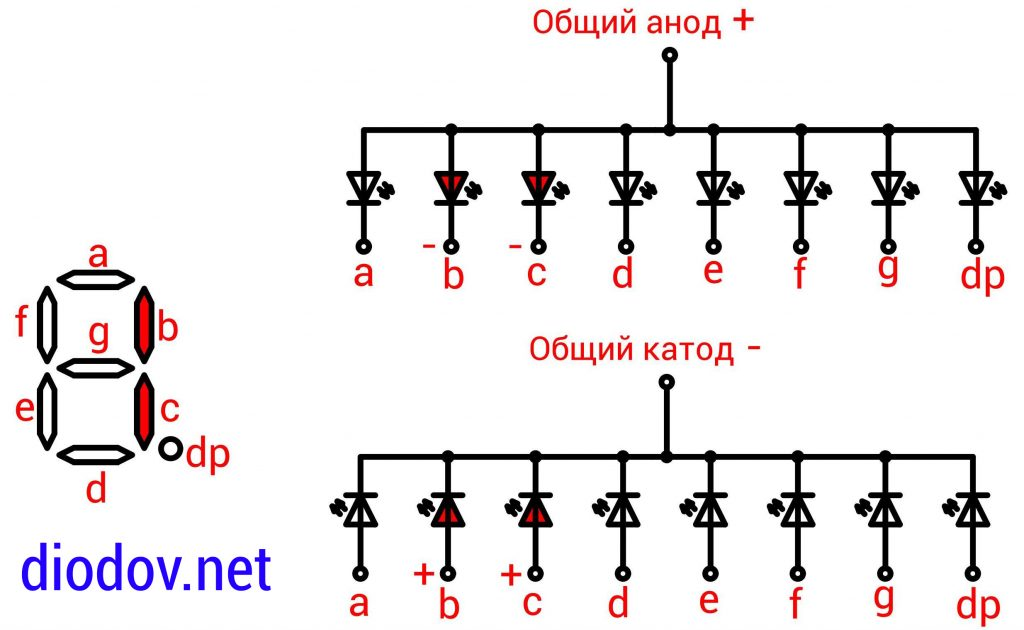 Общий анод +
- -
a b c d e f g dp
a
f b
g
e c
dp
d
Общий катод -
+ +
a b c d e f g dp
diodov.net